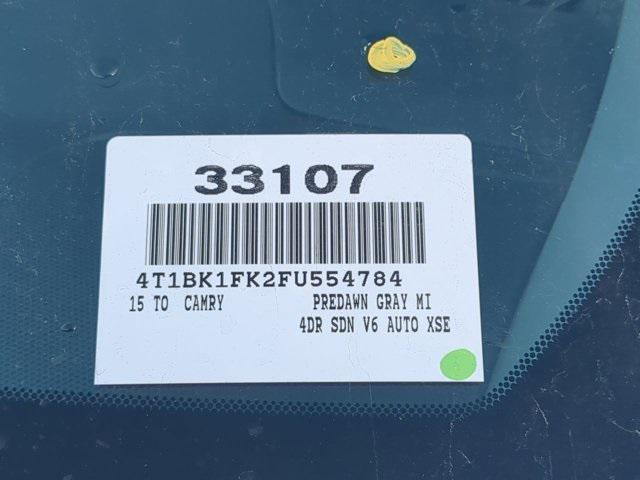 33107
4T1BK1FK2FU554784
15 TO CAMRY PREDAWN GRAY MI
4DR SDN V6 AUTO XSE